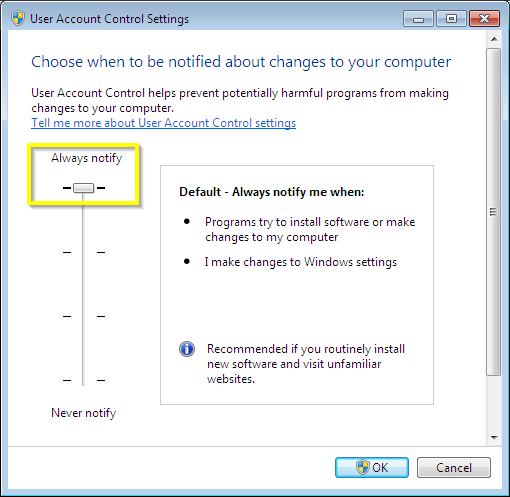 User Account Control Settings
Choose when to be notified about changes to your computer
User Account Control helps prevent potentially harmful programs from making
changes to your computer.
Tell me more about User Account Control settings
Always notify
Default - Always notify me when:
Programs try to install software or make
changes to my computer
I make changes to Windows settings
Recommended if you routinely install
new software and visit unfamiliar
websites.
Never notify
OK
Cancel